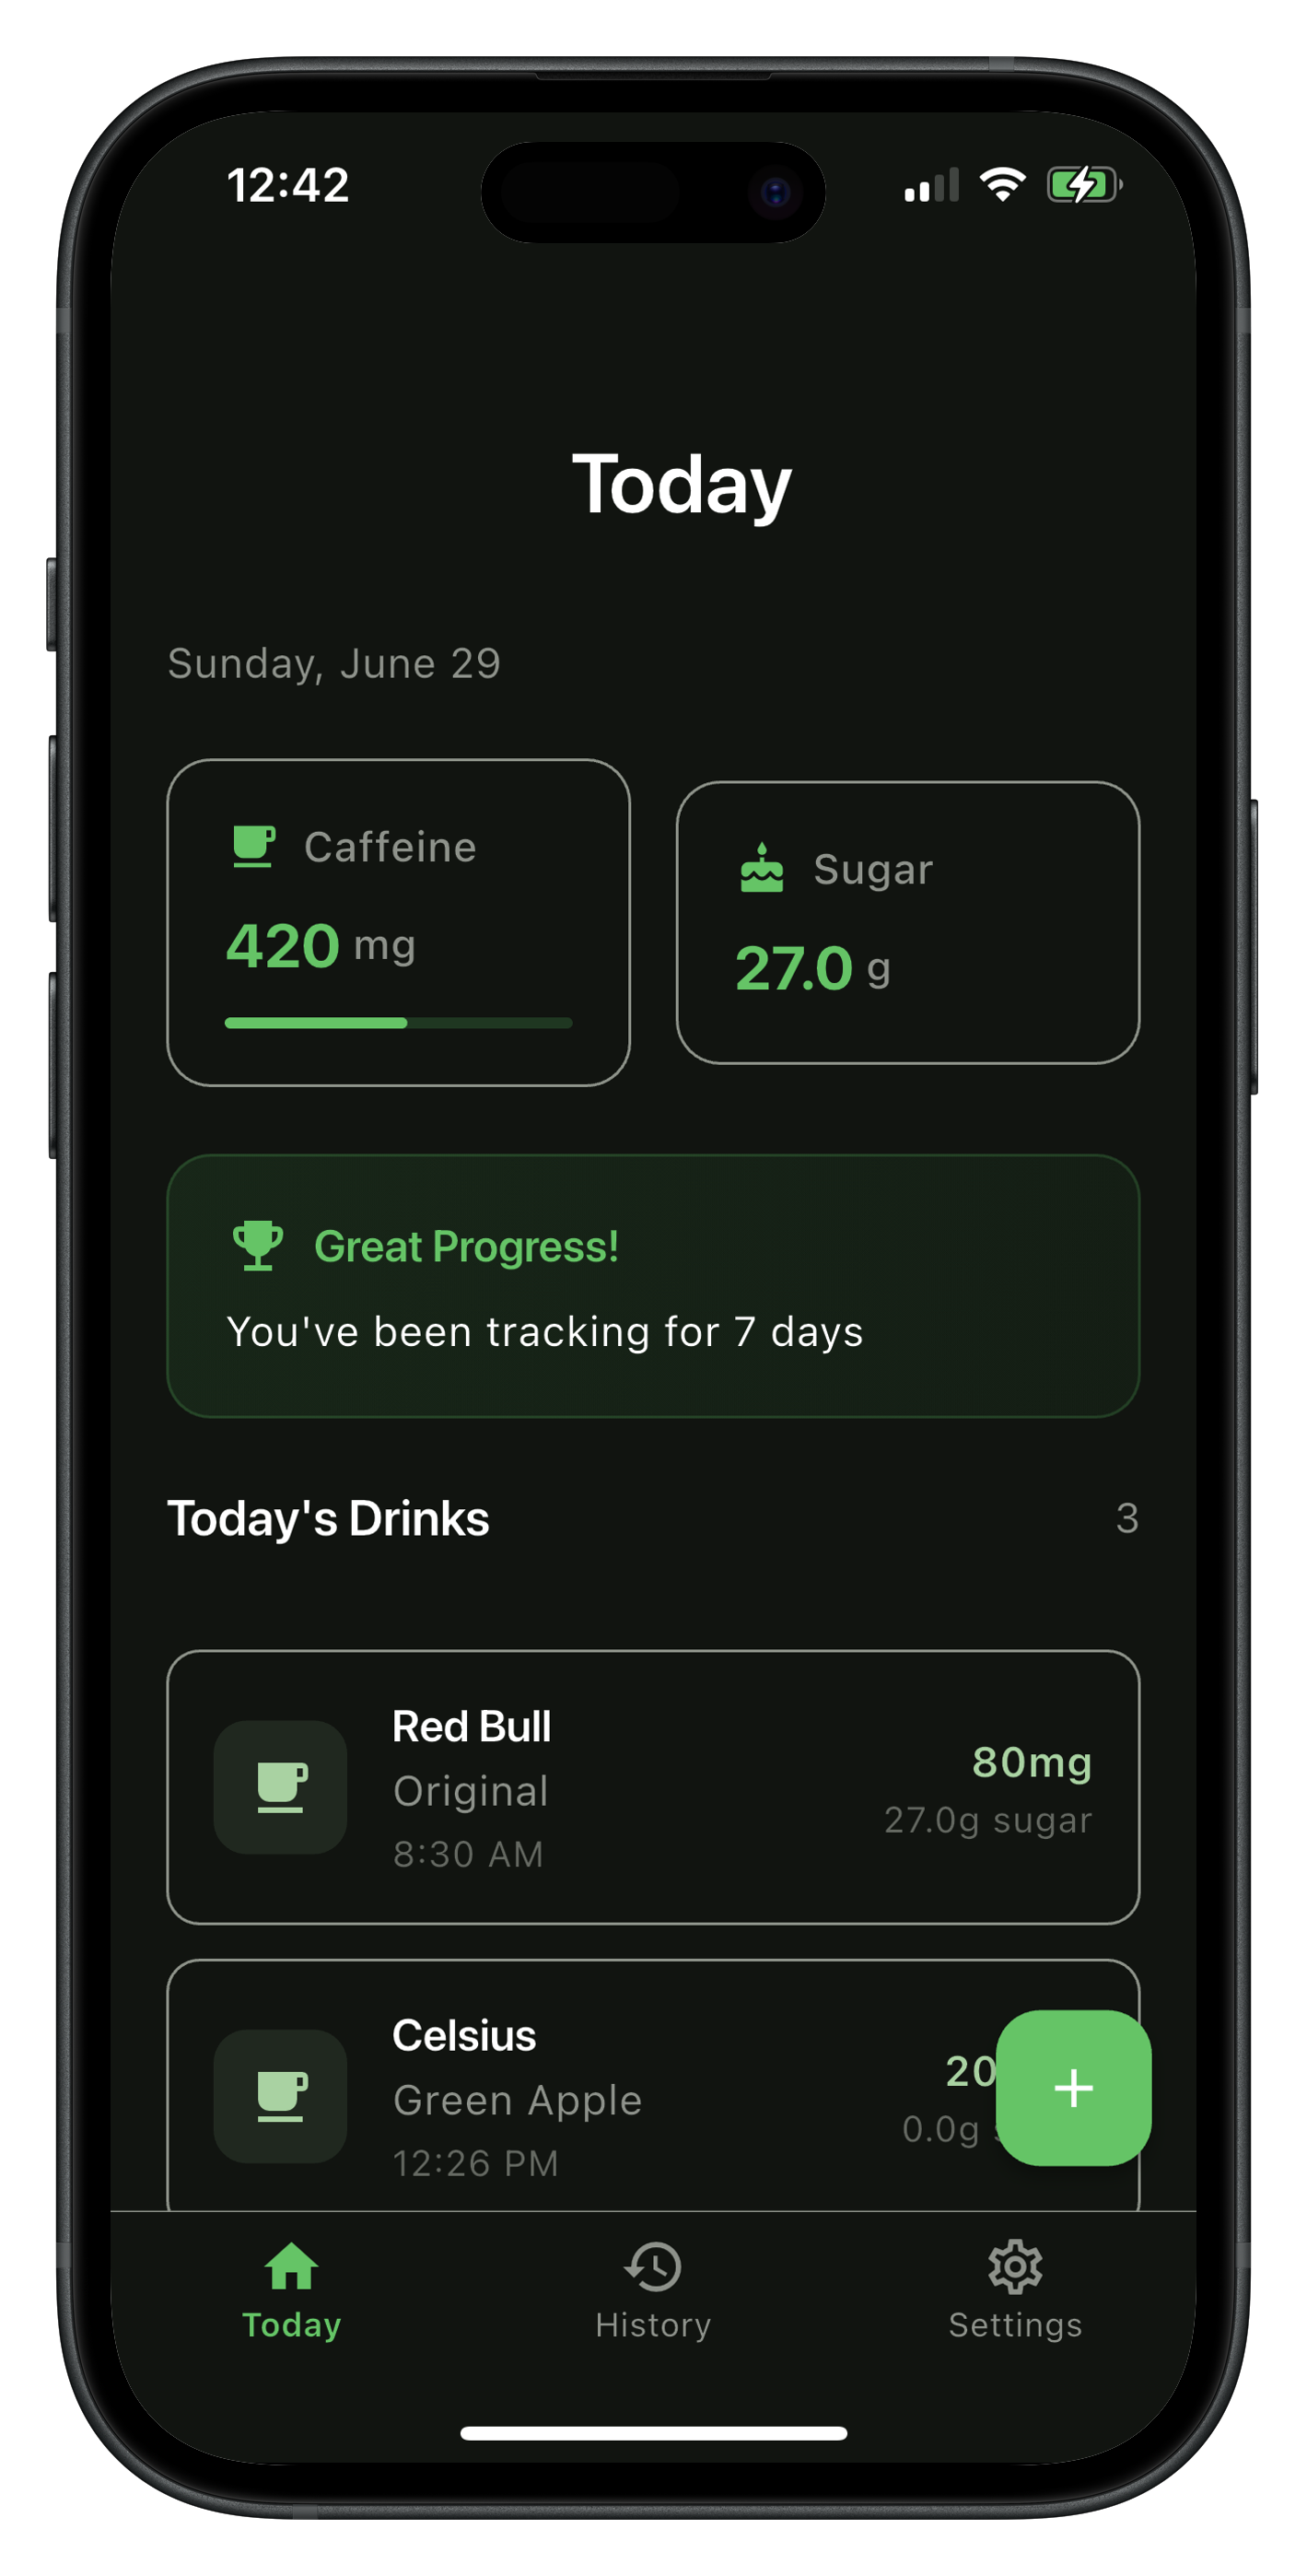 12:42
Today
Sunday, June 29
Caffeine
420 mg
Sugar
27.0 g
Great Progress!
You've been tracking for 7 days
Today's Drinks
3
Red Bull
Original
8:30 AM
80mg
27.0g sugar
Celsius
Green Apple
12:26 PM
20
0.0g
+
Today
History
Settings